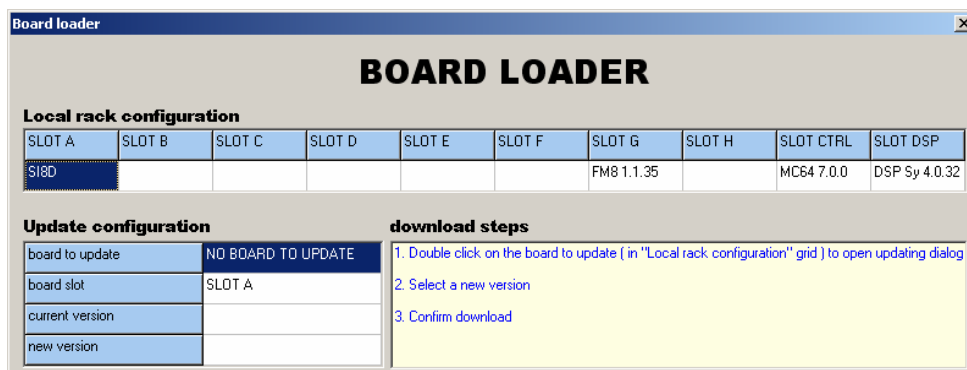 Board loader
BOARD LOADER
Local rack configuration
SLOT A SLOT B SLOT C SLOT D SLOT E SLOT F SLOT G SLOT H SLOT CTRL SLOT DSP
SI8D FM8 1.1.35 MC64 7.0.0 DSP Sy 4.0.32
Update configuration
board to update NO BOARD TO UPDATE
board slot SLOT A
current version
new version
download steps
1. Double click on the board to update ( in "Local rack configuration" grid ) to open updating dialog
2. Select a new version
3. Confirm download